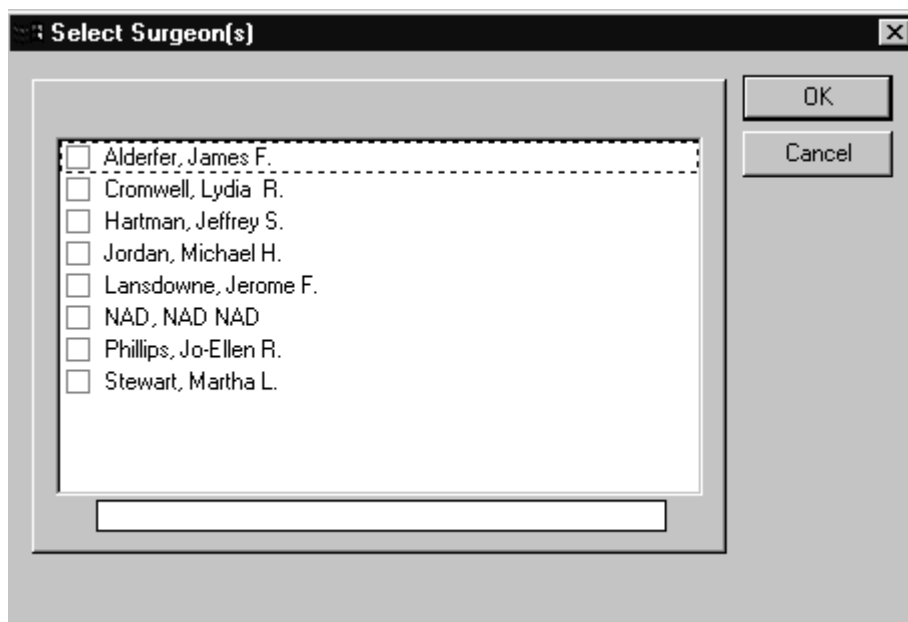 Select Surgeon(s)
OK
Cancel
Alderfer, James F.
Cromwell, Lydia  R.
Hartman, Jeffrey S.
Jordan, Michael H.
Lansdowne, Jerome F.
NAD, NAD NAD
Phillips, Jo-Ellen R.
Stewart, Martha L.